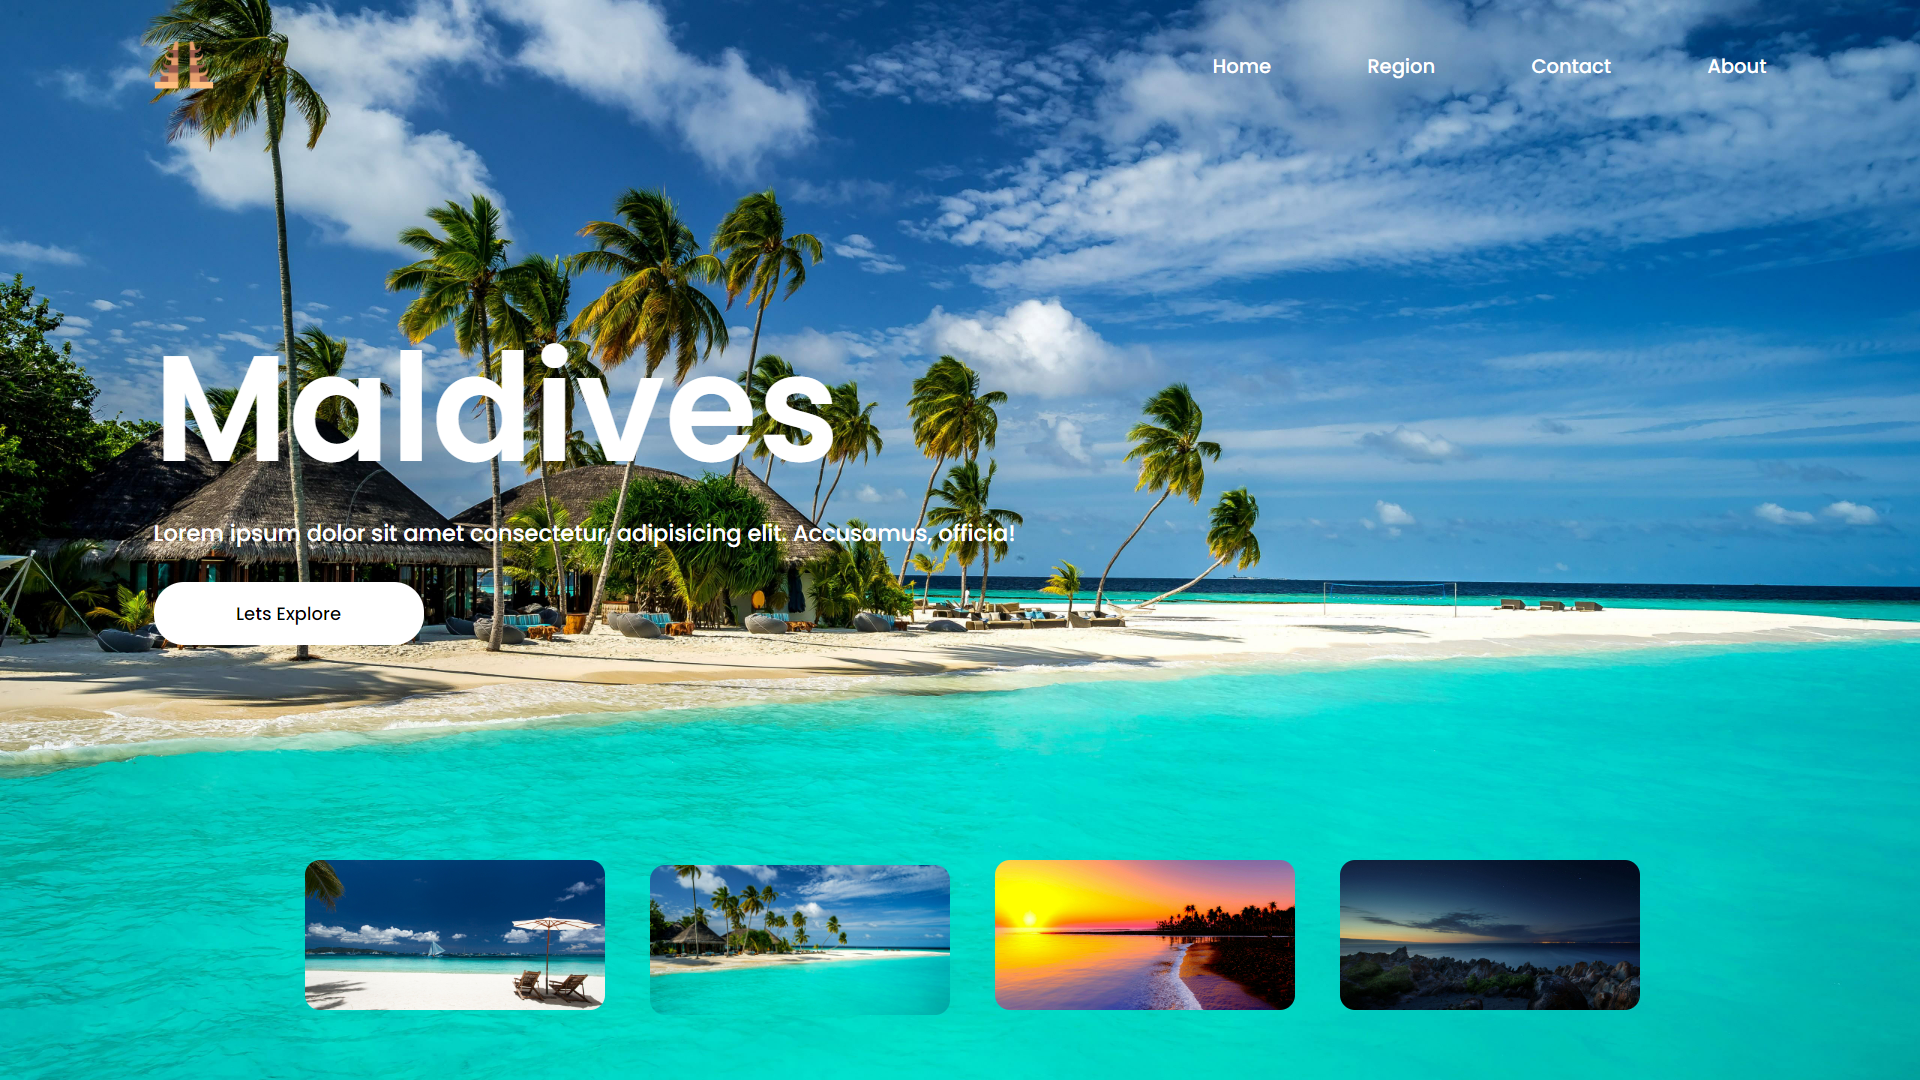 Home Region Contact About
Maldives
Lorem ipsum dolor sit amet consectetur, adipisicing elit. Accusamus, officia!
Lets Explore